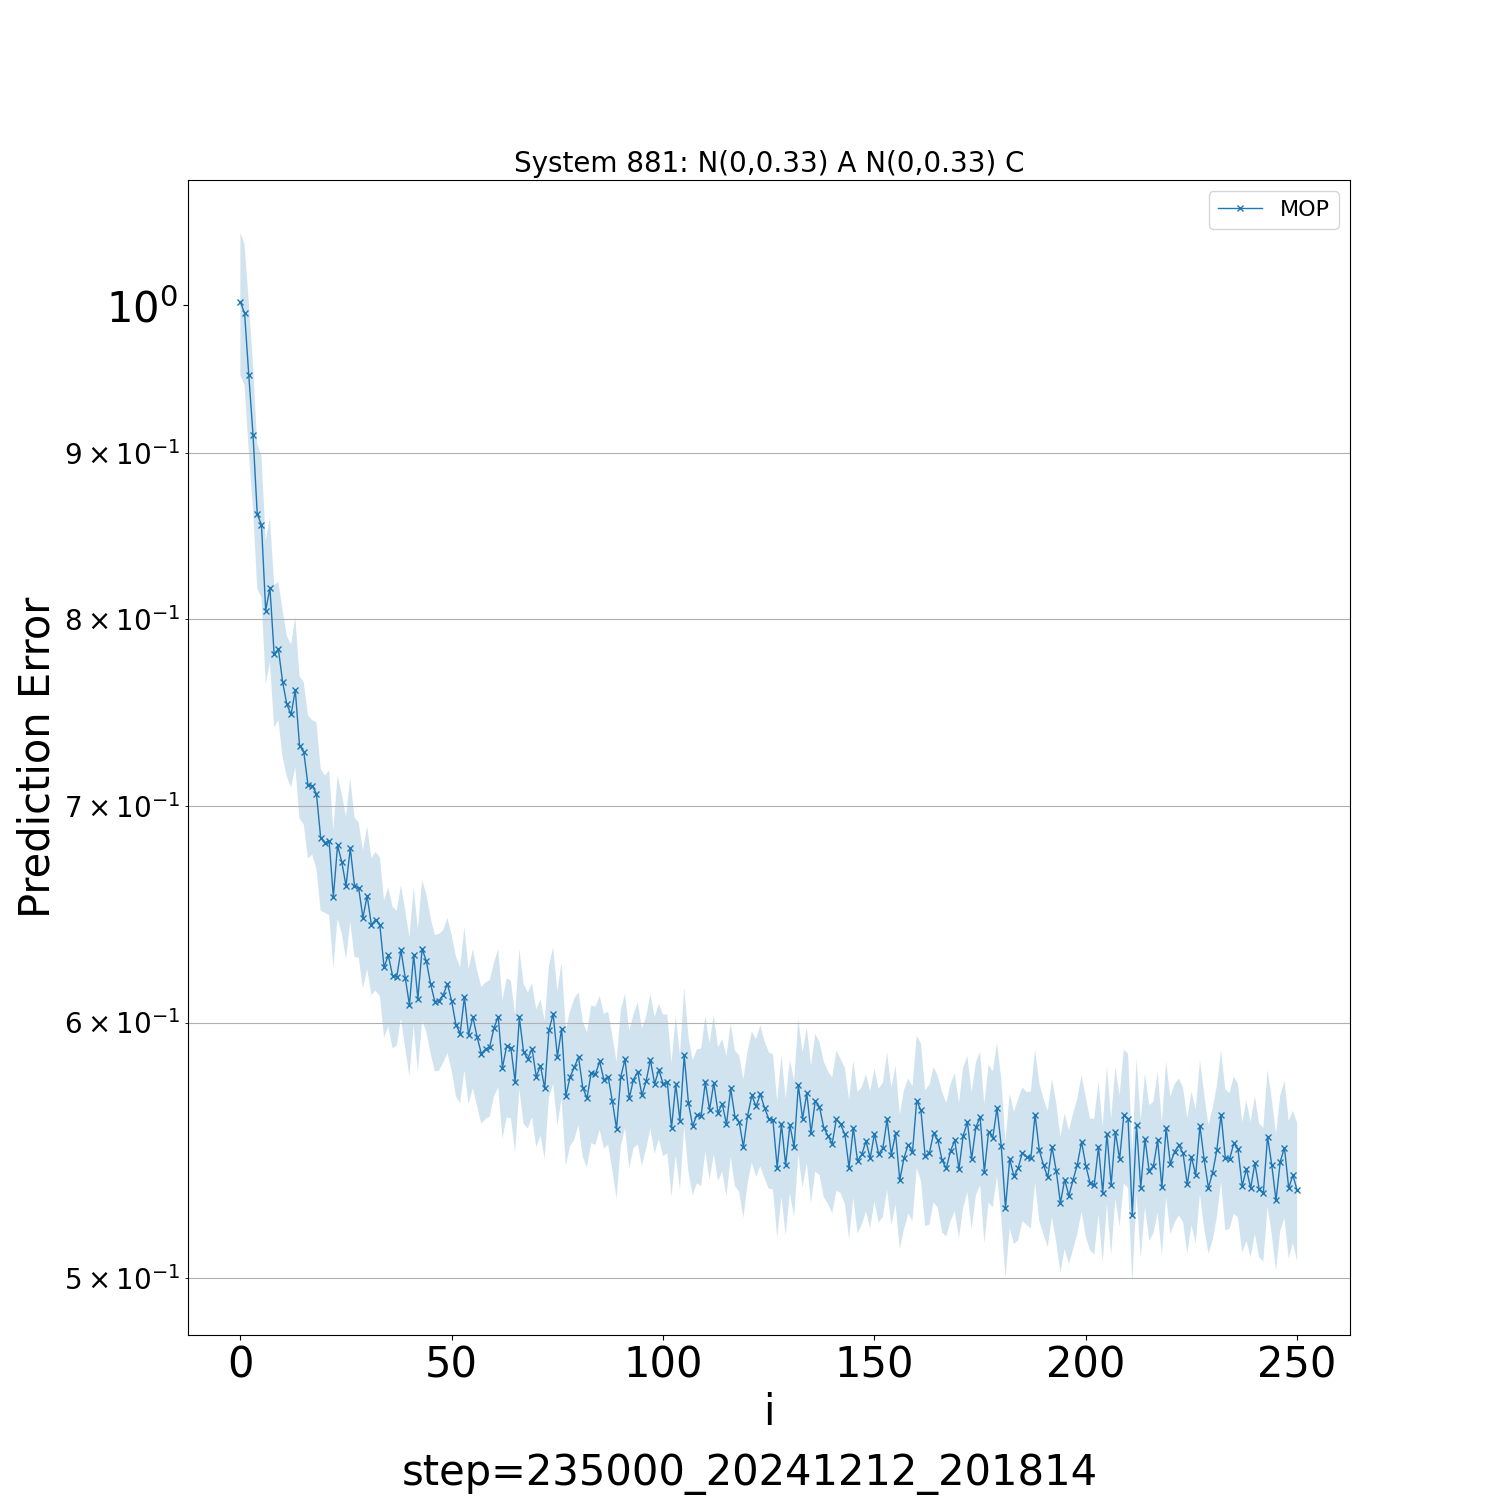 System 881: N(0,0.33) A N(0,0.33) C
MOP
10⁰
9 × 10⁻¹
8 × 10⁻¹
7 × 10⁻¹
6 × 10⁻¹
5 × 10⁻¹
Prediction Error
0 50 100 150 200 250
i
step=235000_20241212_201814